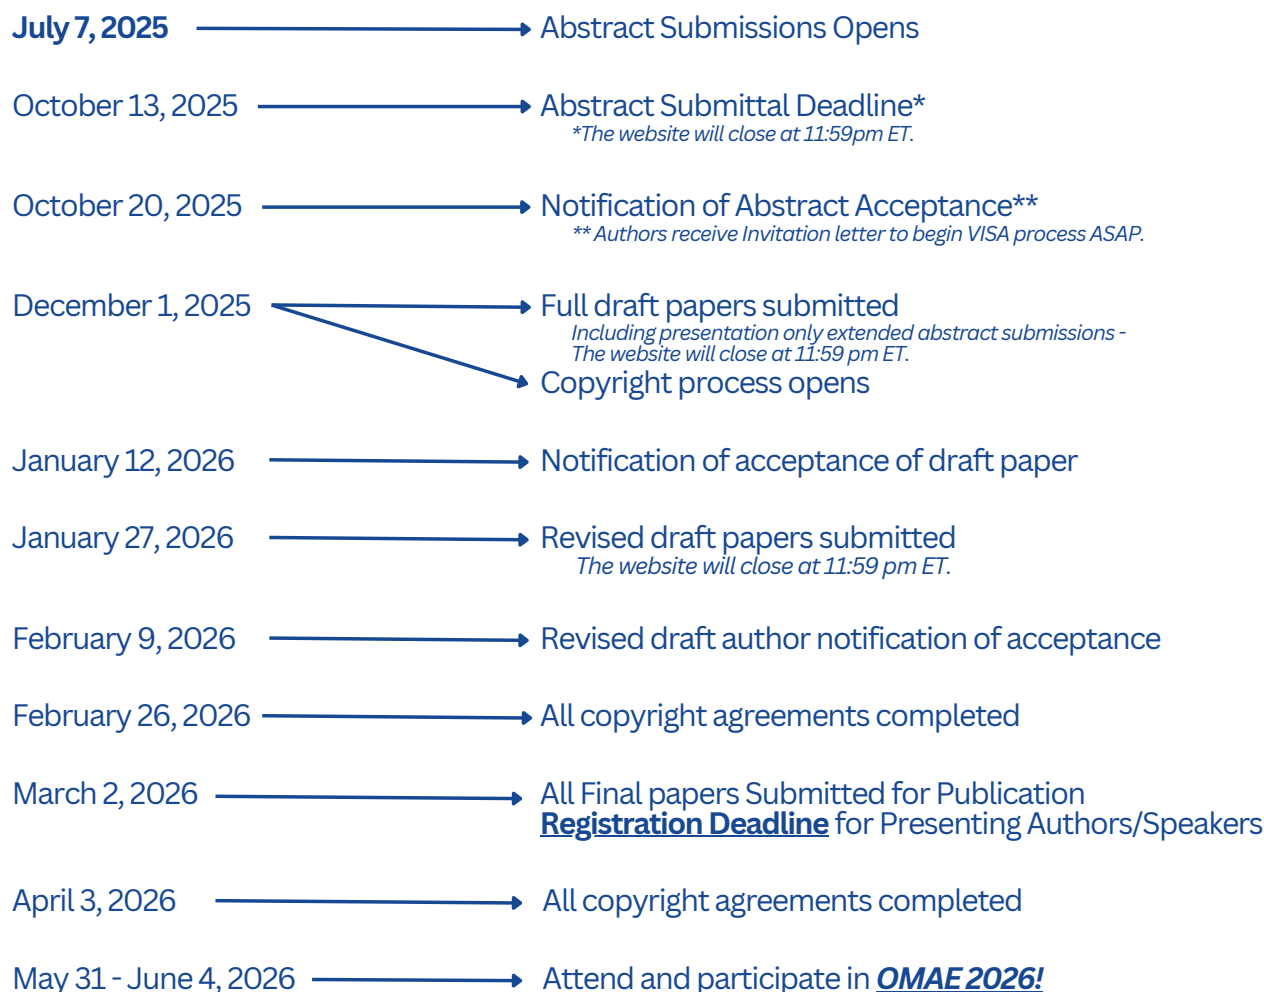 July 7, 2025 Abstract Submissions Opens
October 13, 2025 Abstract Submittal Deadline*
*The website will close at 11:59pm ET.
October 20, 2025 Notification of Abstract Acceptance**
** Authors receive Invitation letter to begin VISA process ASAP.
December 1, 2025 Full draft papers submitted
Including presentation only extended abstract submissions -
The website will close at 11:59 pm ET.
Copyright process opens
January 12, 2026 Notification of acceptance of draft paper
January 27, 2026 Revised draft papers submitted
The website will close at 11:59 pm ET.
February 9, 2026 Revised draft author notification of acceptance
February 26, 2026 All copyright agreements completed
March 2, 2026 All Final papers Submitted for Publication
Registration Deadline for Presenting Authors/Speakers
April 3, 2026 All copyright agreements completed
May 31 - June 4, 2026 Attend and participate in OMAE 2026!